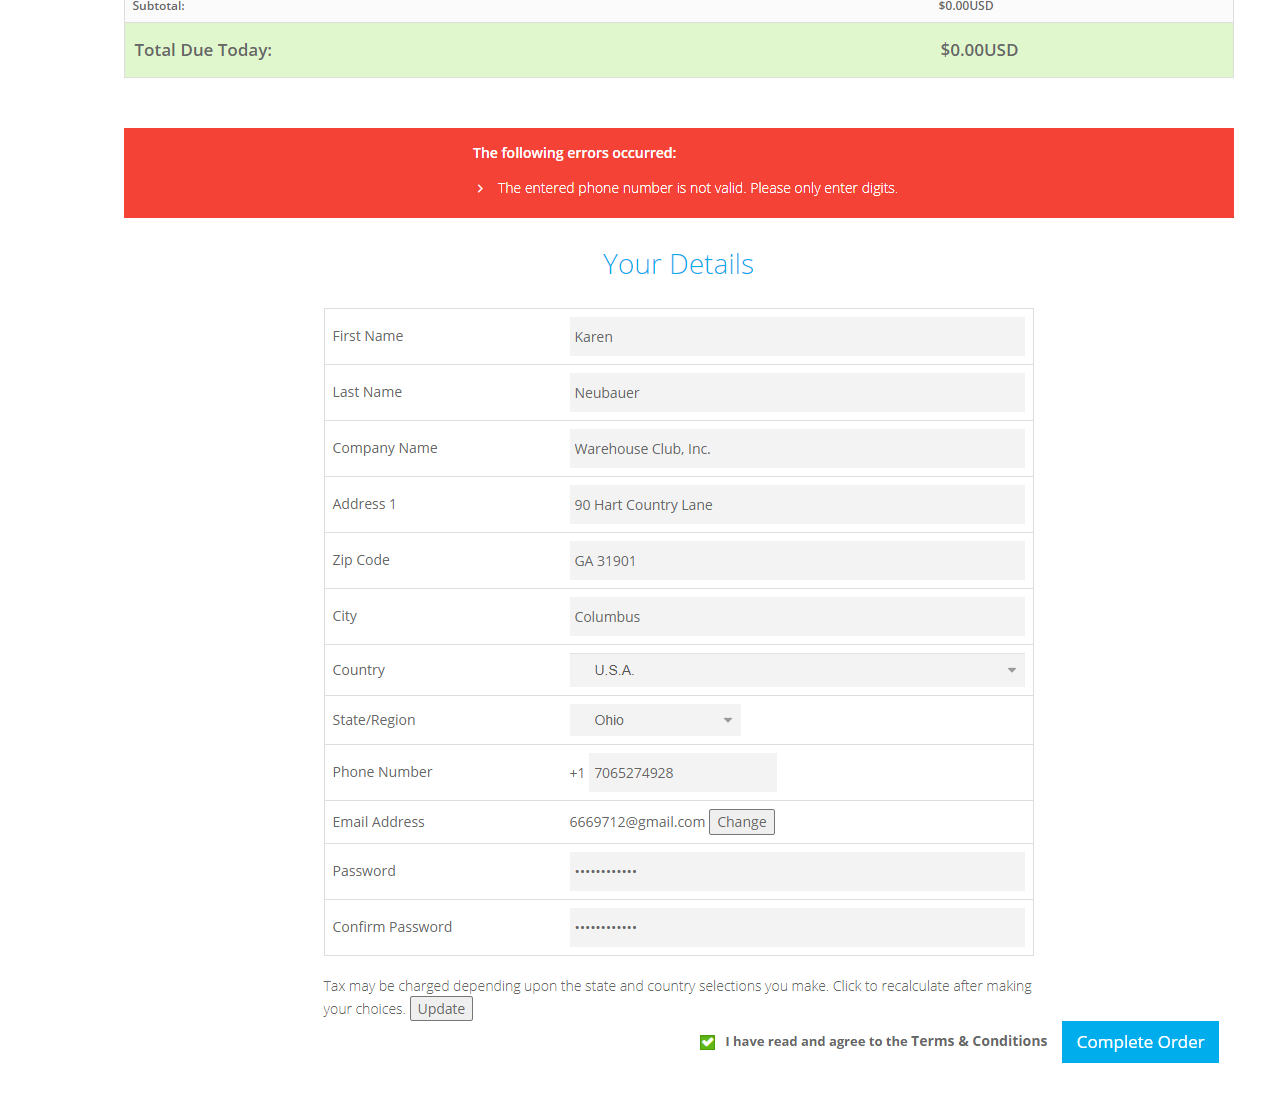 Subtotal: $0.00USD
Total Due Today: $0.00USD
The following errors occurred:
The entered phone number is not valid. Please only enter digits.
Your Details
First Name Karen
Last Name Neubauer
Company Name Warehouse Club, Inc.
Address 1 90 Hart Country Lane
Zip Code GA 31901
City Columbus
Country U.S.A.
State/Region Ohio
Phone Number +1 7065274928
Email Address 6669712@gmail.com Change
Password ••••••••••••
Confirm Password ••••••••••••
Tax may be charged depending upon the state and country selections you make. Click to recalculate after making
your choices. Update
I have read and agree to the Terms & Conditions Complete Order